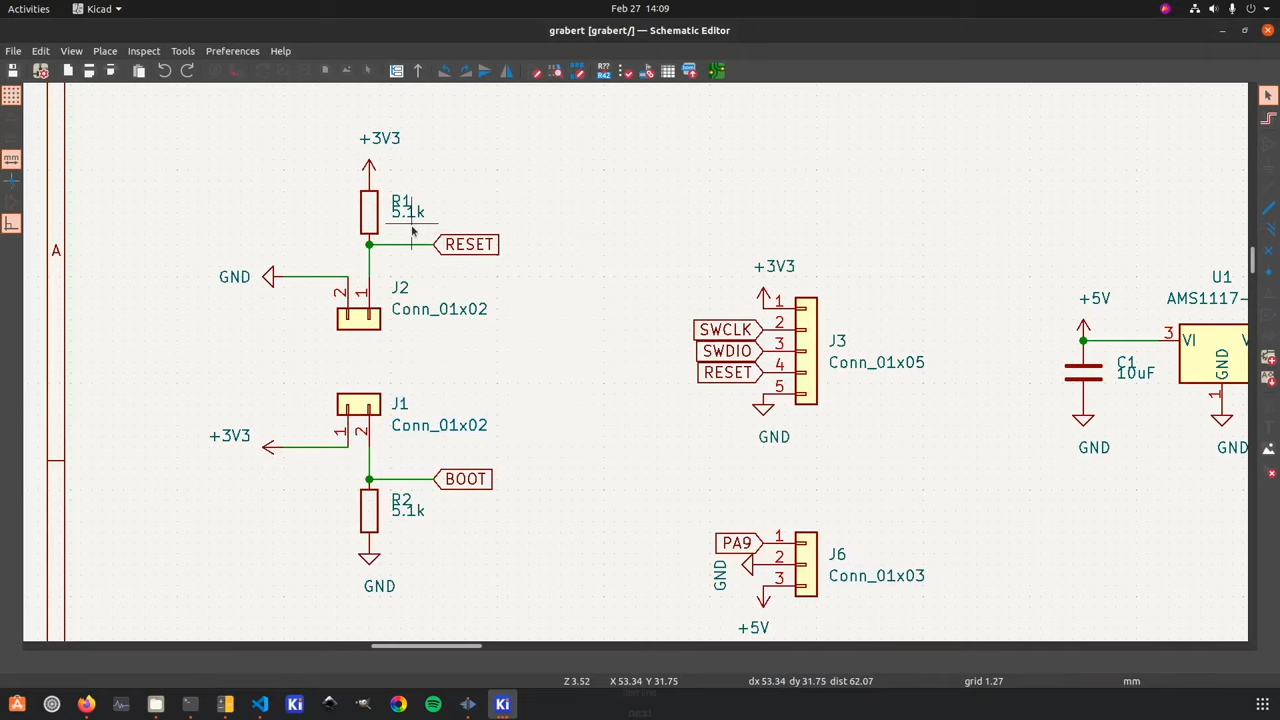 Activities
Kicad
Feb 27 14:09
grabert [grabert/] — Schematic Editor
File Edit View Place Inspect Tools Preferences Help
R??
R42
+3V3
R1
5.1k
RESET
GND
2
1
J2
Conn_01x02
J1
Conn_01x02
+3V3
1
2
BOOT
R2
5.1k
GND
A
+3V3
1
SWCLK 2
SWDIO 3
RESET 4
5
J3
Conn_01x05
GND
PA9 1
GND 2
3
J6
Conn_01x03
+5V
+5V
U1
AMS1117-
3 VI V
GND
1
C1
10uF
GND
GND
Z 3.52 X 53.34 Y 31.75 dx 53.34 dy 31.75 dist 62.07 grid 1.27 mm
Ki
Ki